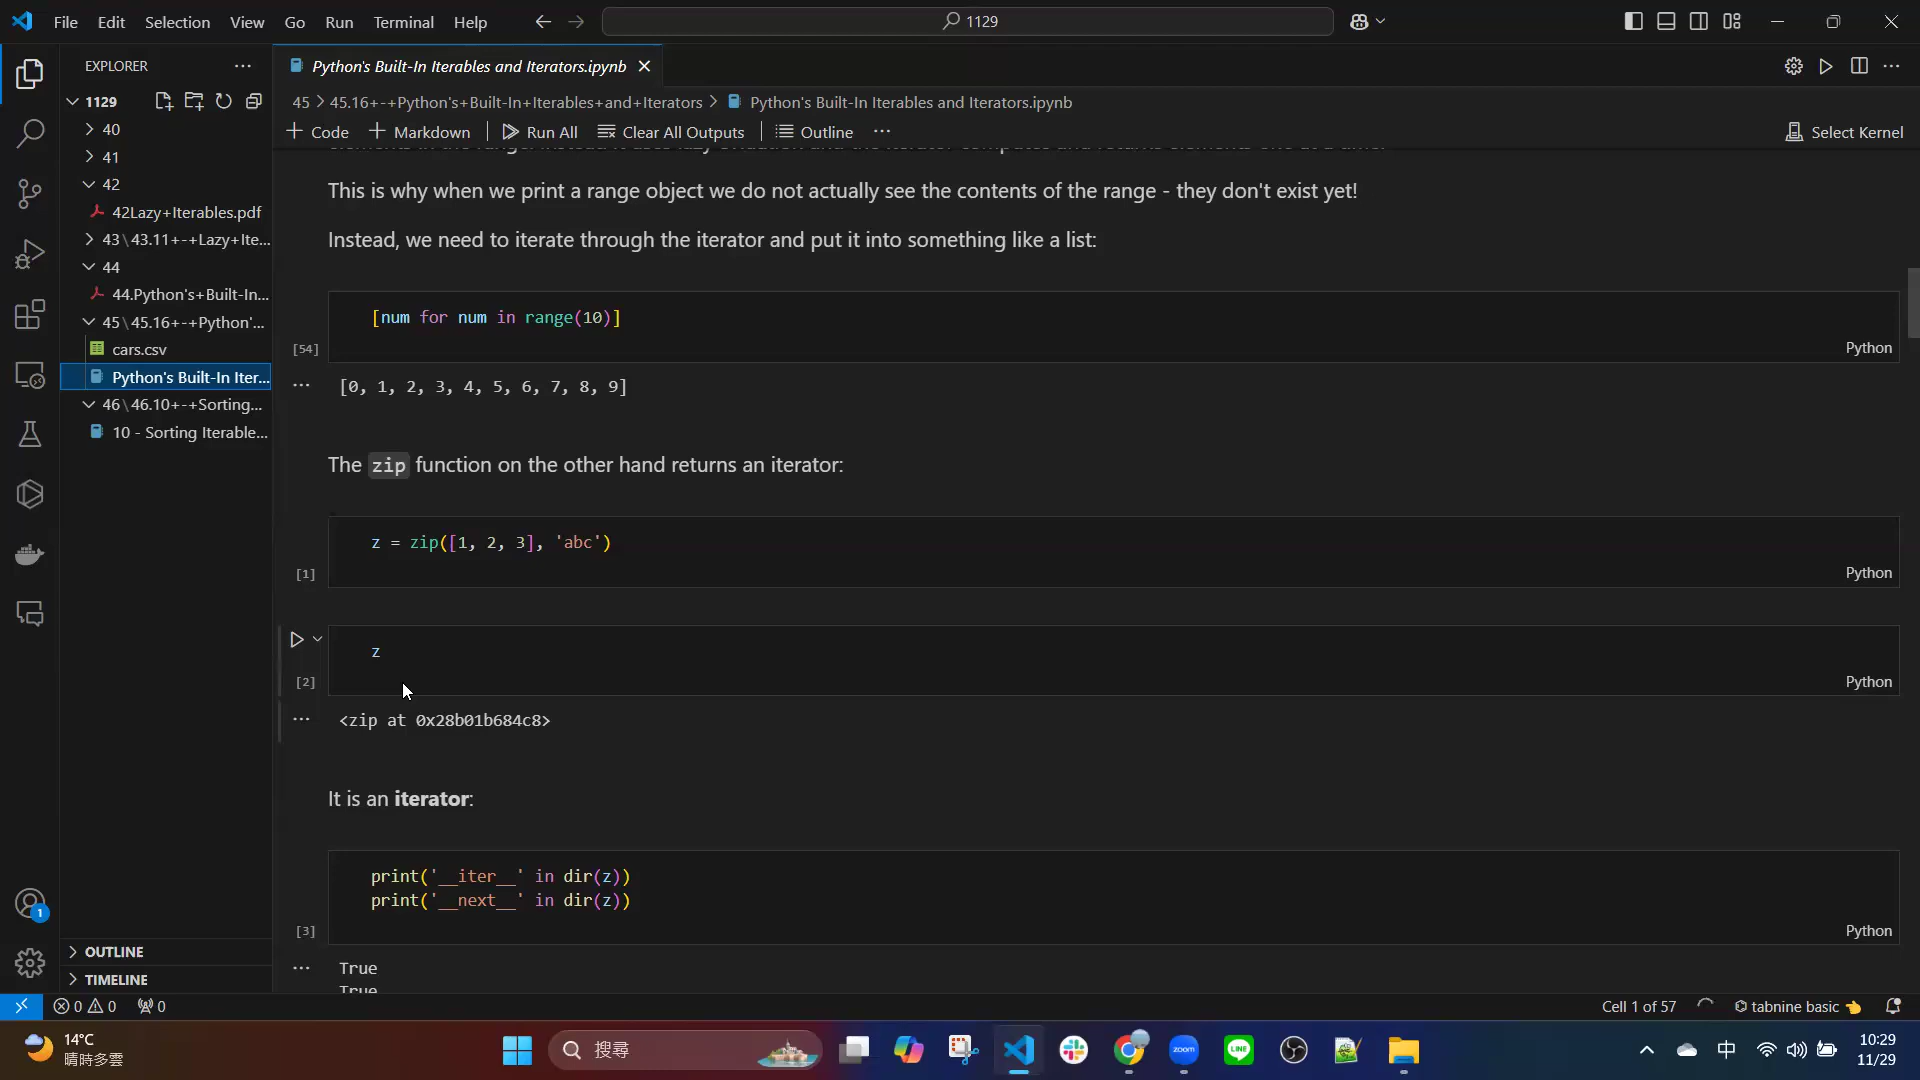 File Edit Selection View Go Run Terminal Help
1129
EXPLORER
1129
40
41
42
42Lazy+Iterables.pdf
43\43.11+-+Lazy+Ite...
44
44.Python's+Built-In...
45\45.16+-+Python'...
cars.csv
Python's Built-In Iter...
46\46.10+-+Sorting...
10 - Sorting Iterable...
OUTLINE
TIMELINE
Python's Built-In Iterables and Iterators.ipynb
45 > 45.16+-+Python's+Built-In+Iterables+and+Iterators > Python's Built-In Iterables and Iterators.ipynb
+ Code + Markdown Run All Clear All Outputs Outline ... Select Kernel
This is why when we print a range object we do not actually see the contents of the range - they don't exist yet!
Instead, we need to iterate through the iterator and put it into something like a list:
[num for num in range(10)]
[54]
Python
[0, 1, 2, 3, 4, 5, 6, 7, 8, 9]
The zip function on the other hand returns an iterator:
z = zip([1, 2, 3], 'abc')
[1]
Python
z
[2]
Python
<zip at 0x28b01b684c8>
It is an iterator:
print('__iter__' in dir(z))
print('__next__' in dir(z))
[3]
Python
True
True
0 0 0
Cell 1 of 57 tabnine basic
1
14°C
晴時多雲
搜尋
zoom
LINE
中
10:29
11/29